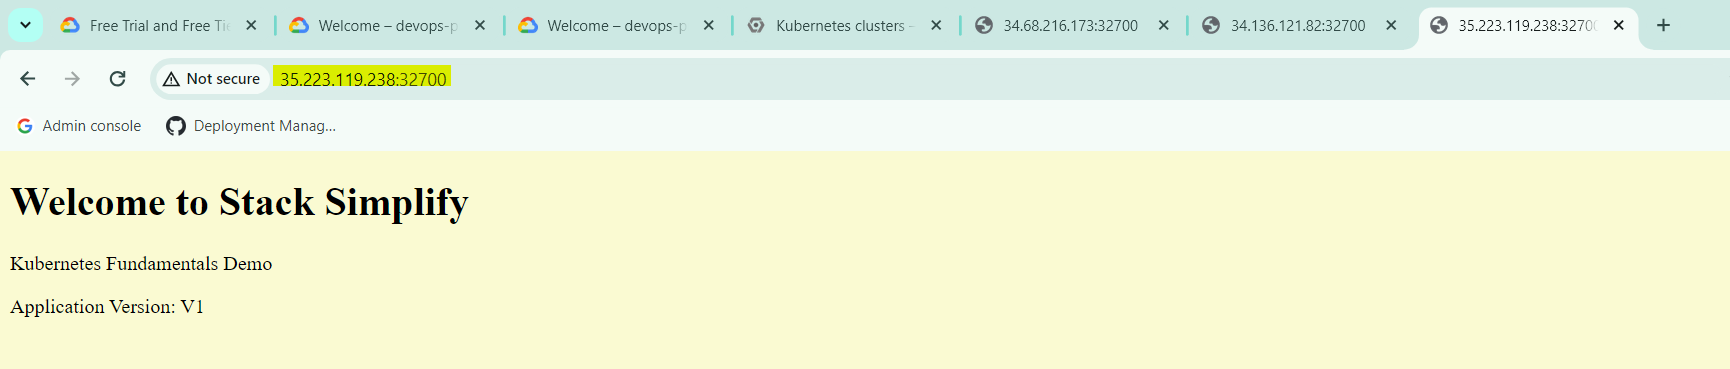 Free Trial and Free Tie
Welcome – devops-p
Welcome – devops-p
Kubernetes clusters –
34.68.216.173:32700
34.136.121.82:32700
35.223.119.238:3270
Not secure
35.223.119.238:32700
Admin console
Deployment Manag...
Welcome to Stack Simplify
Kubernetes Fundamentals Demo
Application Version: V1